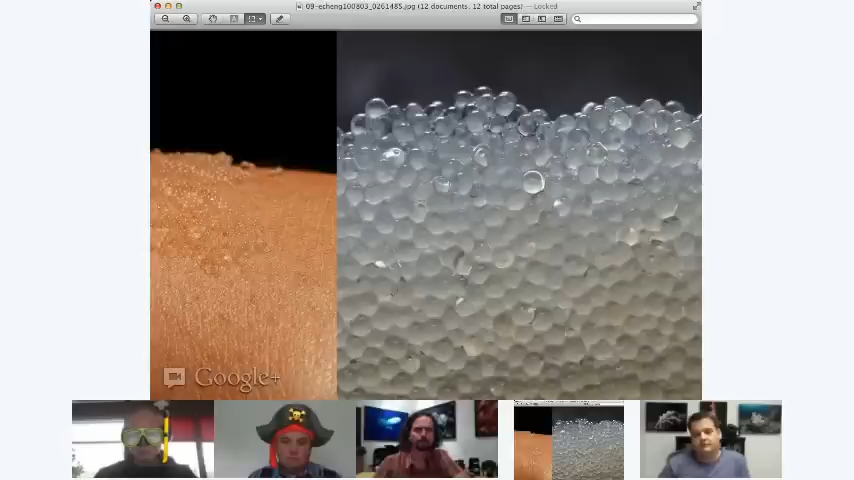 09-echeng100803_0261485.jpg (12 documents, 12 total pages) — Locked
Google+